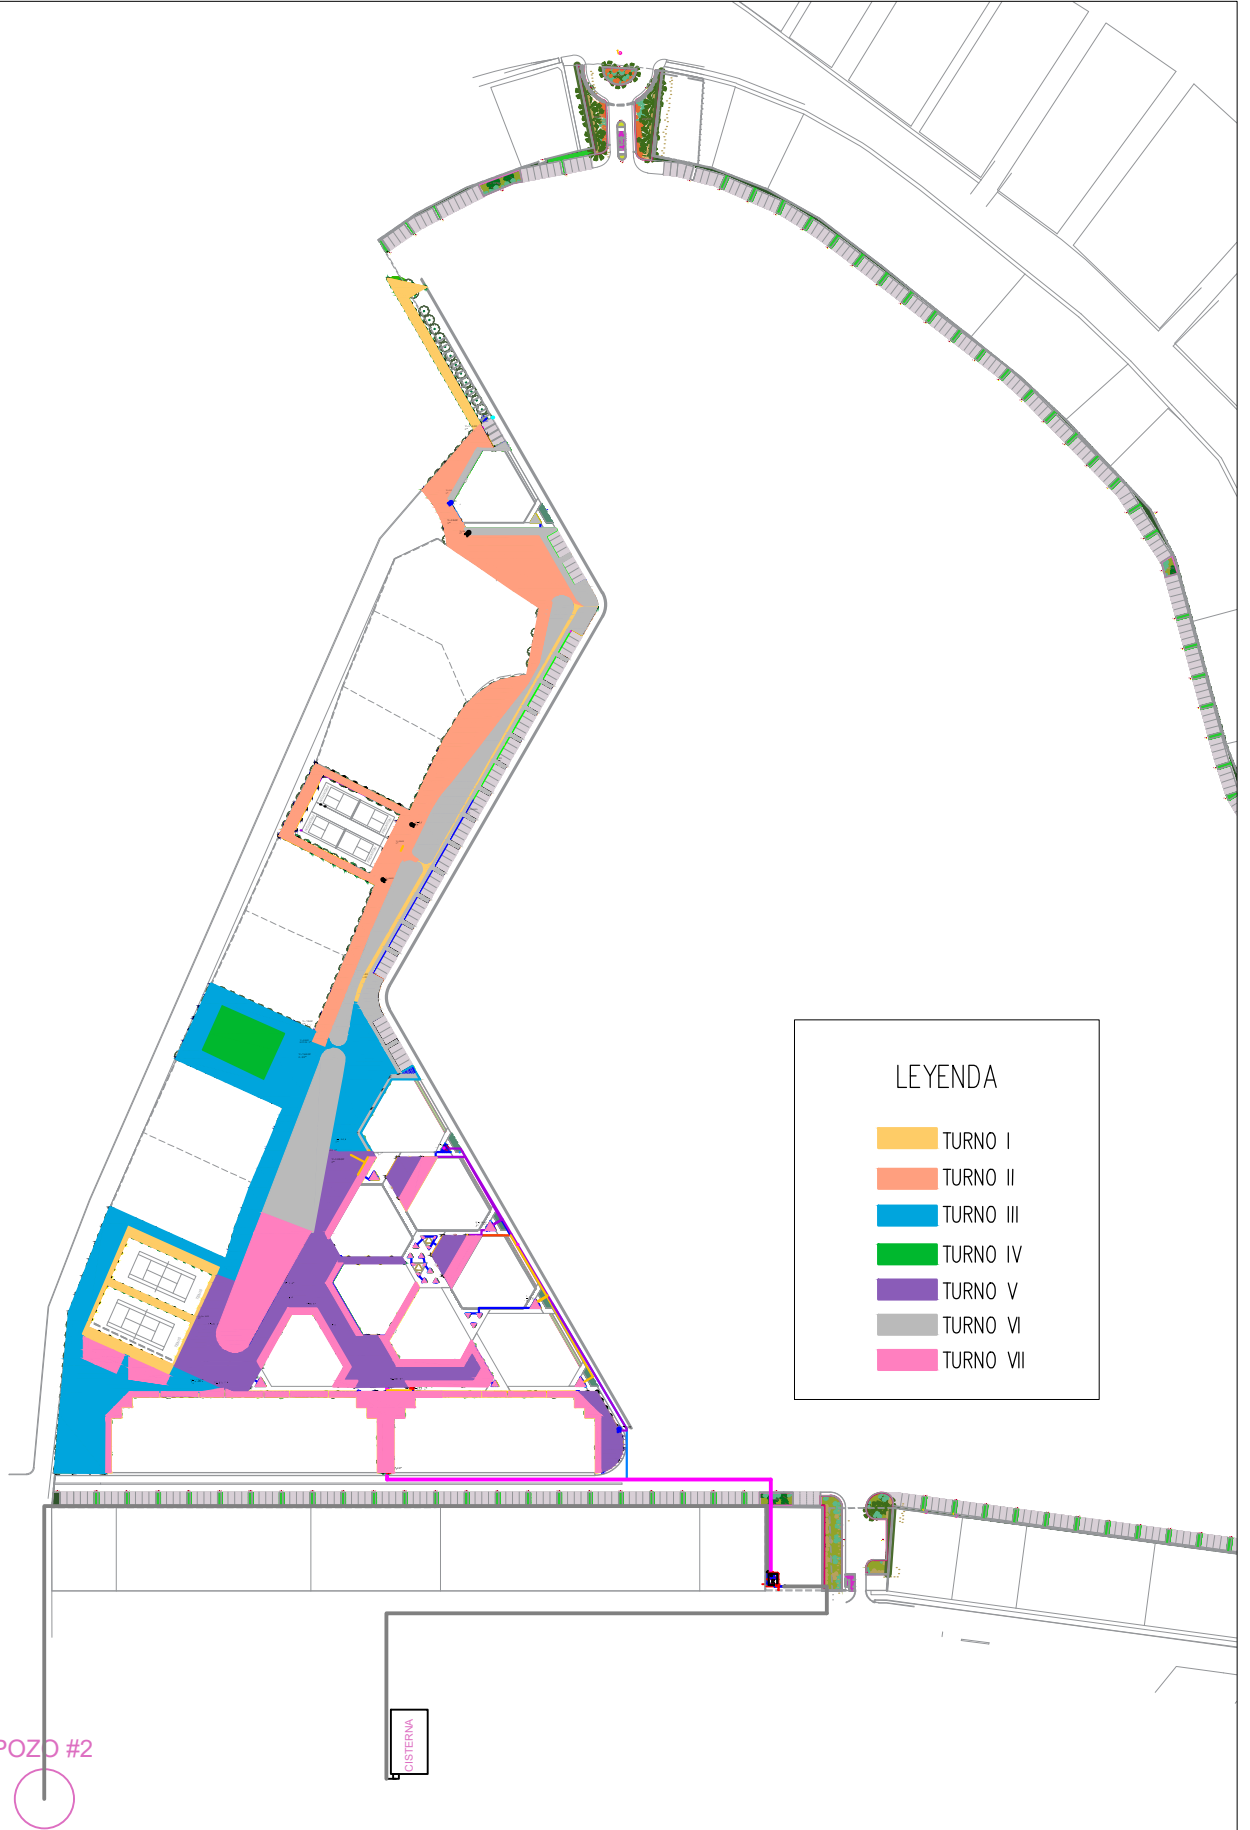 LEYENDA
TURNO I
TURNO II
TURNO III
TURNO IV
TURNO V
TURNO VI
TURNO VII
POZO #2
CISTERNA